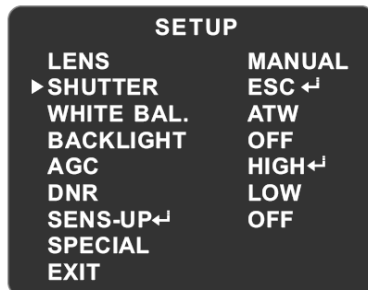 SETUP
LENS MANUAL
▶SHUTTER ESC↵
WHITE BAL. ATW
BACKLIGHT OFF
AGC HIGH↵
DNR LOW
SENS-UP↵ OFF
SPECIAL
EXIT